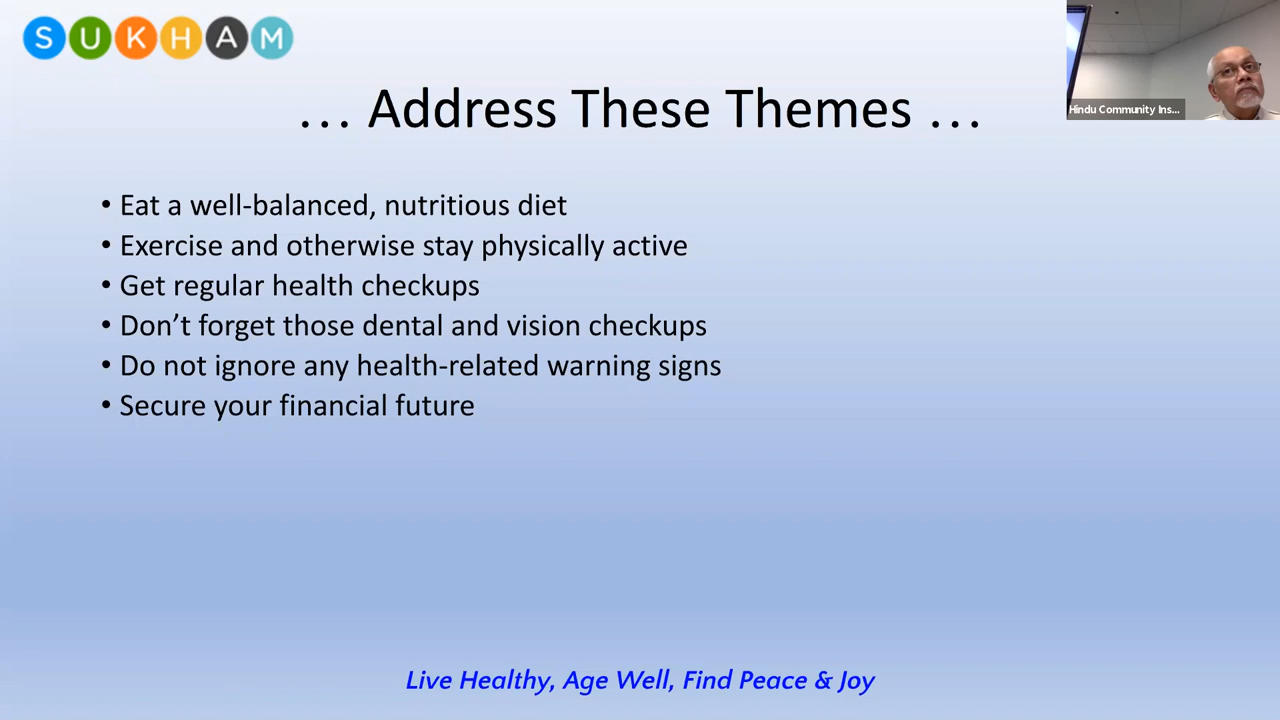 SUKHAM
… Address These Themes …
Hindu Community Ins...
• Eat a well-balanced, nutritious diet
• Exercise and otherwise stay physically active
• Get regular health checkups
• Don’t forget those dental and vision checkups
• Do not ignore any health-related warning signs
• Secure your financial future
Live Healthy, Age Well, Find Peace & Joy